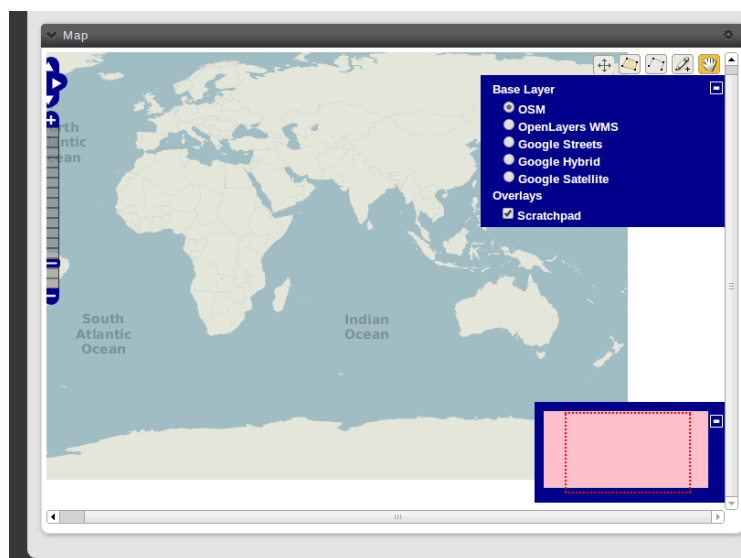 Map
Base Layer
OSM
OpenLayers WMS
Google Streets
Google Hybrid
Google Satellite
Overlays
Scratchpad
South
Atlantic
Ocean
Indian
Ocean